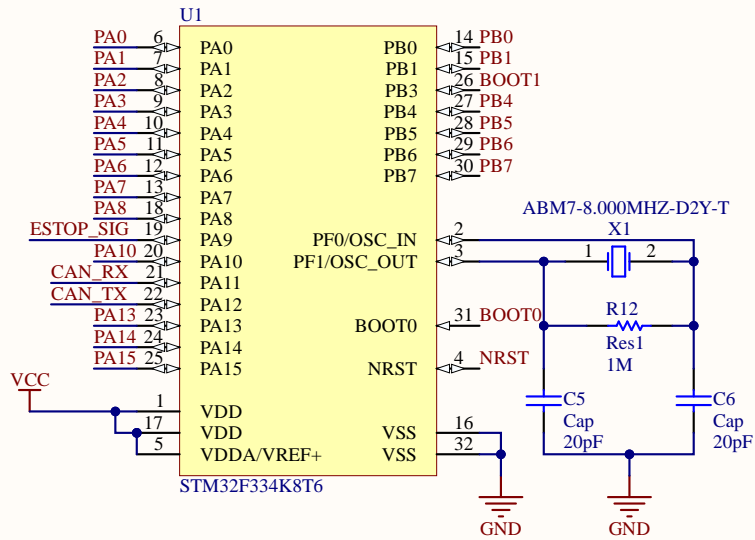 U1
PA0 6 PA0 PB0 14 PB0
PA1 7 PA1 PB1 15 PB1
PA2 8 PA2 PB3 26 BOOT1
PA3 9 PA3 PB4 27 PB4
PA4 10 PA4 PB5 28 PB5
PA5 11 PA5 PB6 29 PB6
PA6 12 PA6 PB7 30 PB7
PA7 13 PA7
PA8 18 PA8
ABM7-8.000MHZ-D2Y-T
X1
ESTOP_SIG 19 PA9 PF0/OSC_IN 2
PA10 20 PA10 PF1/OSC_OUT 3 1 2
CAN_RX 21 PA11
CAN_TX 22 PA12
PA13 23 PA13 BOOT0 31 BOOT0
R12
Res1
1M
PA14 24 PA14
PA15 25 PA15 NRST 4 NRST
VCC
1 VDD
17 VDD VSS 16
5 VDDA/VREF+ VSS 32
C5
Cap
20pF
C6
Cap
20pF
STM32F334K8T6
GND
GND